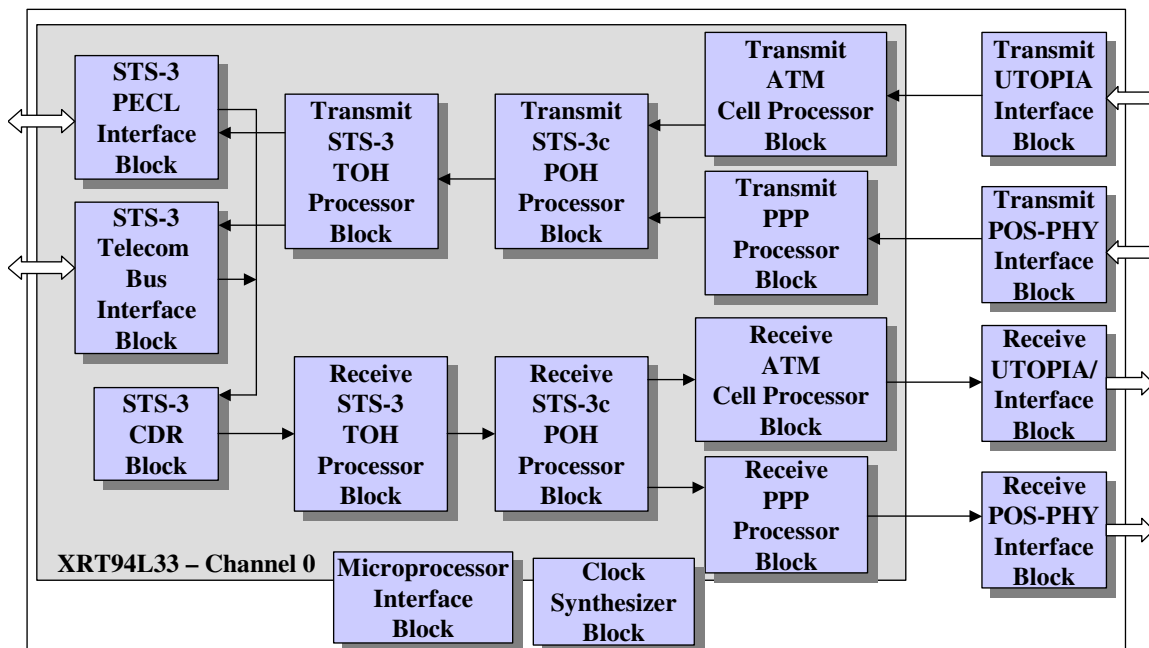 STS-3
PECL
Interface
Block
Transmit
STS-3
TOH
Processor
Block
Transmit
STS-3c
POH
Processor
Block
Transmit
ATM
Cell Processor
Block
Transmit
UTOPIA
Interface
Block
STS-3
Telecom
Bus
Interface
Block
Transmit
PPP
Processor
Block
Transmit
POS-PHY
Interface
Block
STS-3
CDR
Block
Receive
STS-3
TOH
Processor
Block
Receive
STS-3c
POH
Processor
Block
Receive
ATM
Cell Processor
Block
Receive
UTOPIA/
Interface
Block
Receive
PPP
Processor
Block
Receive
POS-PHY
Interface
Block
XRT94L33 – Channel 0
Microprocessor
Interface
Block
Clock
Synthesizer
Block